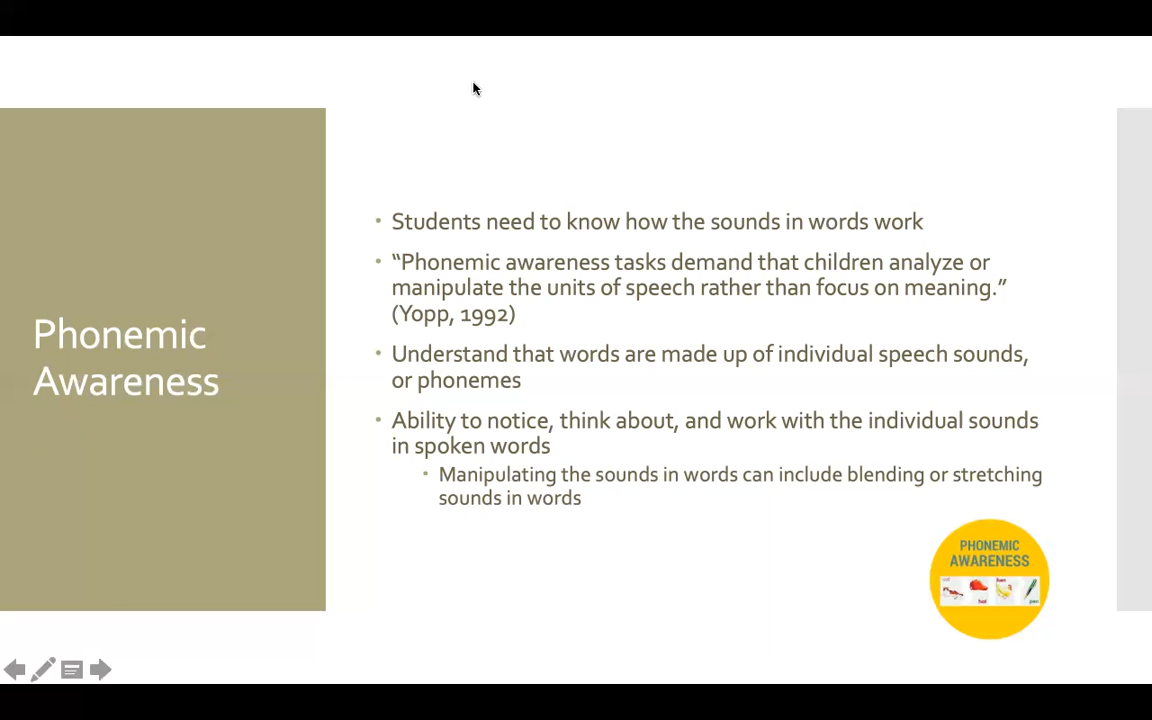 Phonemic
Awareness
• Students need to know how the sounds in words work
• “Phonemic awareness tasks demand that children analyze or
manipulate the units of speech rather than focus on meaning.”
(Yopp, 1992)
• Understand that words are made up of individual speech sounds,
or phonemes
• Ability to notice, think about, and work with the individual sounds
in spoken words
• Manipulating the sounds in words can include blending or stretching
sounds in words
PHONEMIC
AWARENESS